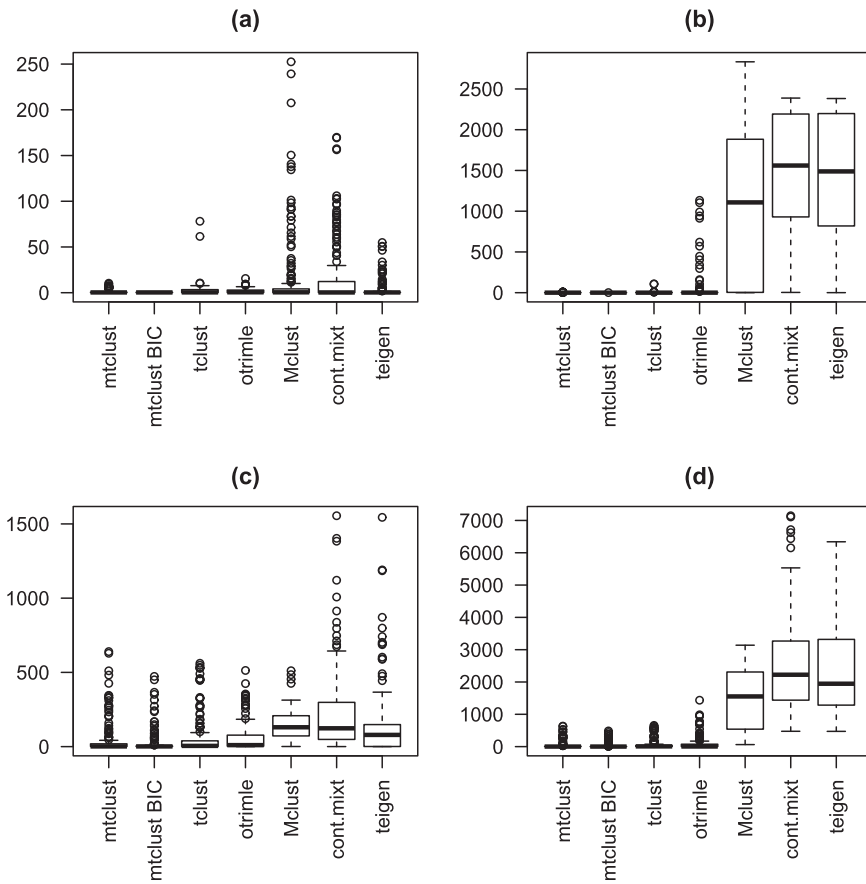 (a)
250
200
150
100
50
0
mtclust
mtclust BIC
tclust
otrimle
Mclust
cont.mixt
teigen
(b)
2500
2000
1500
1000
500
0
mtclust
mtclust BIC
tclust
otrimle
Mclust
cont.mixt
teigen
(c)
1500
1000
500
0
mtclust
mtclust BIC
tclust
otrimle
Mclust
cont.mixt
teigen
(d)
7000
6000
5000
4000
3000
2000
1000
0
mtclust
mtclust BIC
tclust
otrimle
Mclust
cont.mixt
teigen